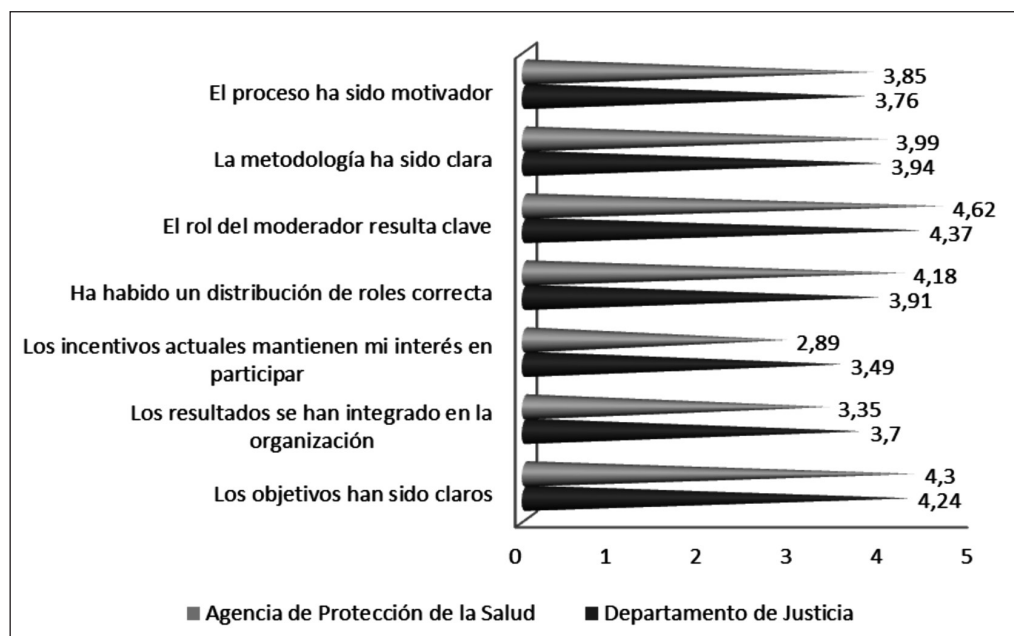 El proceso ha sido motivador
3,85
3,76
La metodología ha sido clara
3,99
3,94
El rol del moderador resulta clave
4,62
4,37
Ha habido un distribución de roles correcta
4,18
3,91
Los incentivos actuales mantienen mi interés en
participar
2,89
3,49
Los resultados se han integrado en la
organización
3,35
3,7
Los objetivos han sido claros
4,3
4,24
0 1 2 3 4 5
Agencia de Protección de la Salud Departamento de Justicia